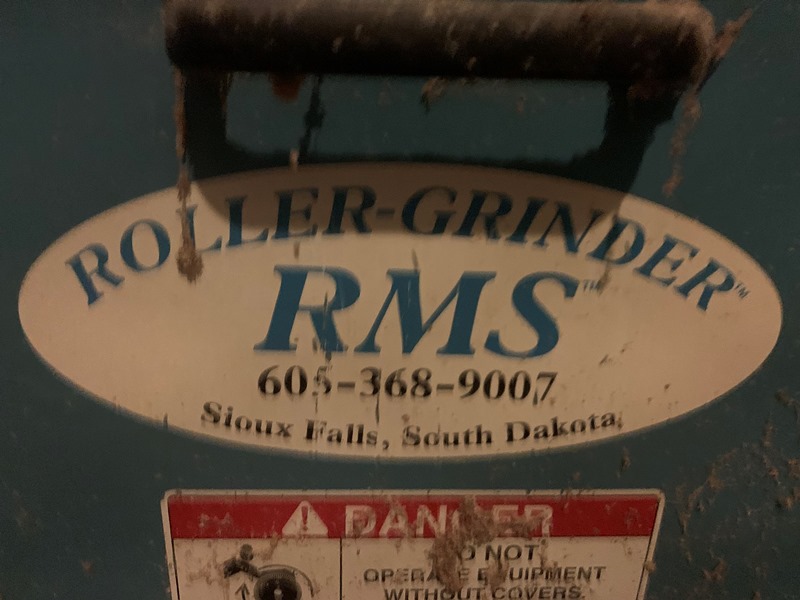 ROLLER-GRINDER™
RMS™
605-368-9007
Sioux Falls, South Dakota
DANGER
DO NOT
OPERATE EQUIPMENT
WITHOUT COVERS.